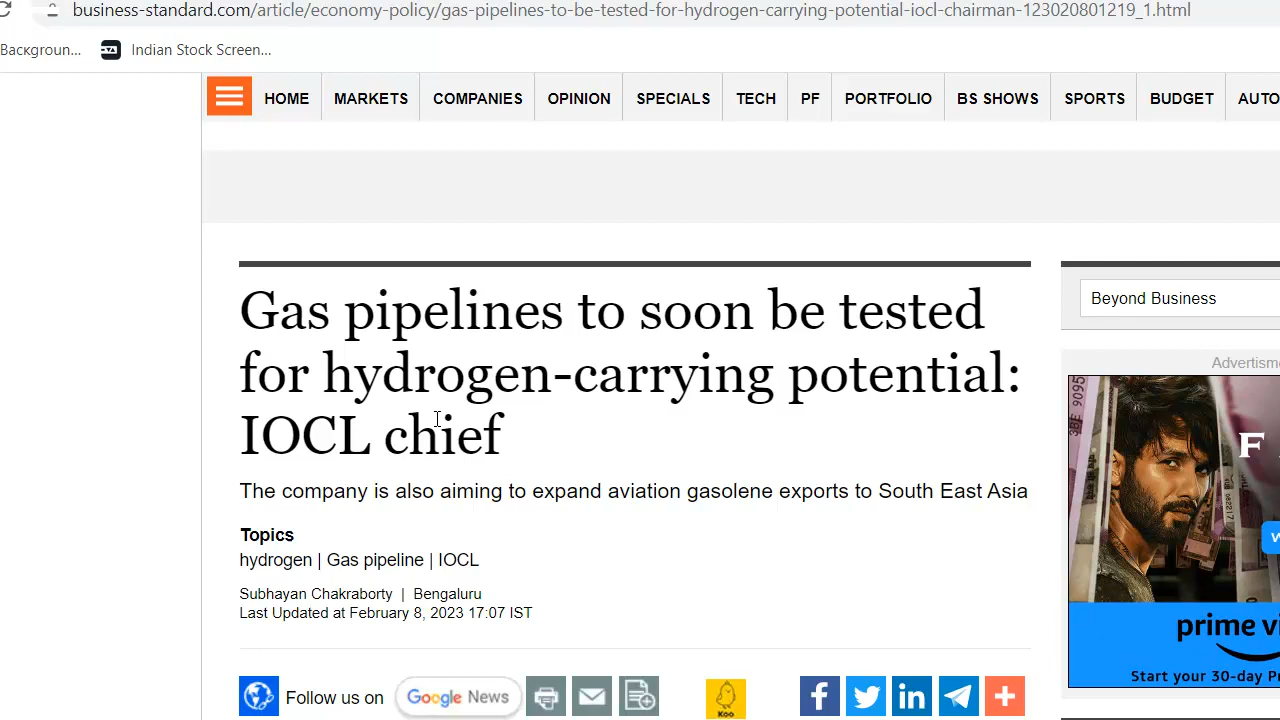 business-standard.com/article/economy-policy/gas-pipelines-to-be-tested-for-hydrogen-carrying-potential-iocl-chairman-123020801219_1.html
Backgroun... Indian Stock Screen...
HOME MARKETS COMPANIES OPINION SPECIALS TECH PF PORTFOLIO BS SHOWS SPORTS BUDGET AUTO
Gas pipelines to soon be tested
for hydrogen-carrying potential:
IOCL chief
The company is also aiming to expand aviation gasolene exports to South East Asia
Topics
hydrogen | Gas pipeline | IOCL
Subhayan Chakraborty | Bengaluru
Last Updated at February 8, 2023 17:07 IST
Follow us on Google News
Koo
Beyond Business
Advertisme
9095
F
W
prime vi
Start your 30-day P